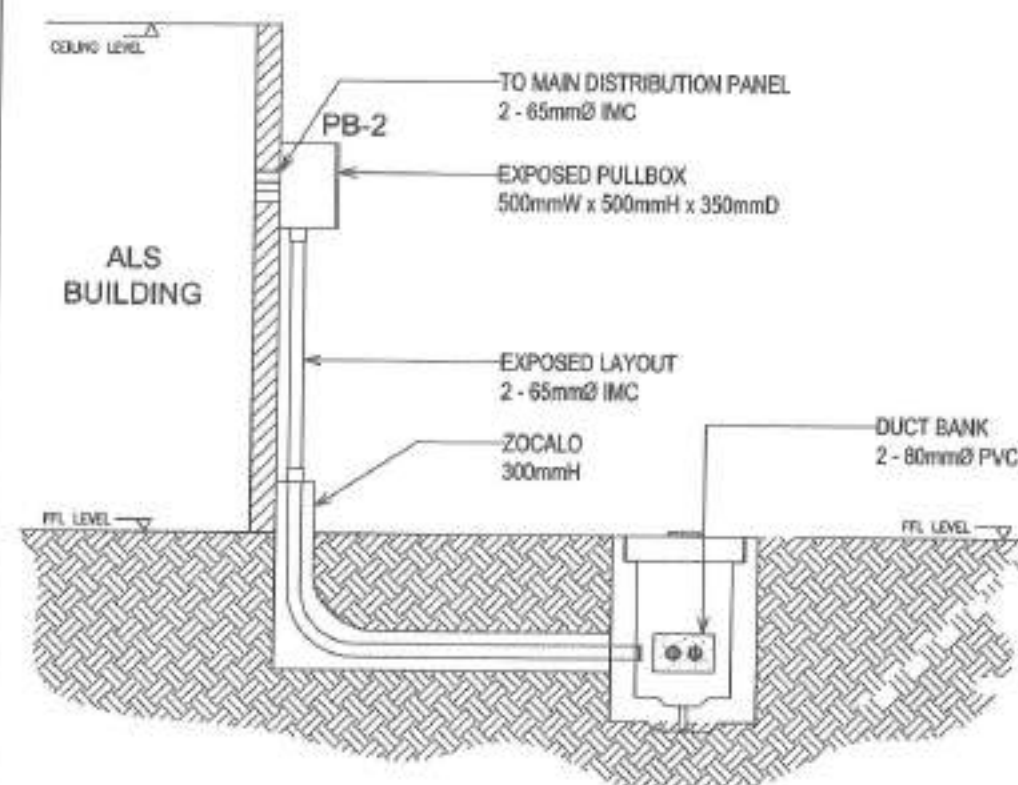 CEILING LEVEL
TO MAIN DISTRIBUTION PANEL
2 - 65mmØ IMC
PB-2
EXPOSED PULLBOX
500mmW x 500mmH x 350mmD
ALS
BUILDING
EXPOSED LAYOUT
2 - 65mmØ IMC
ZOCALO
300mmH
DUCT BANK
2 - 80mmØ PVC
FFL LEVEL
FFL LEVEL